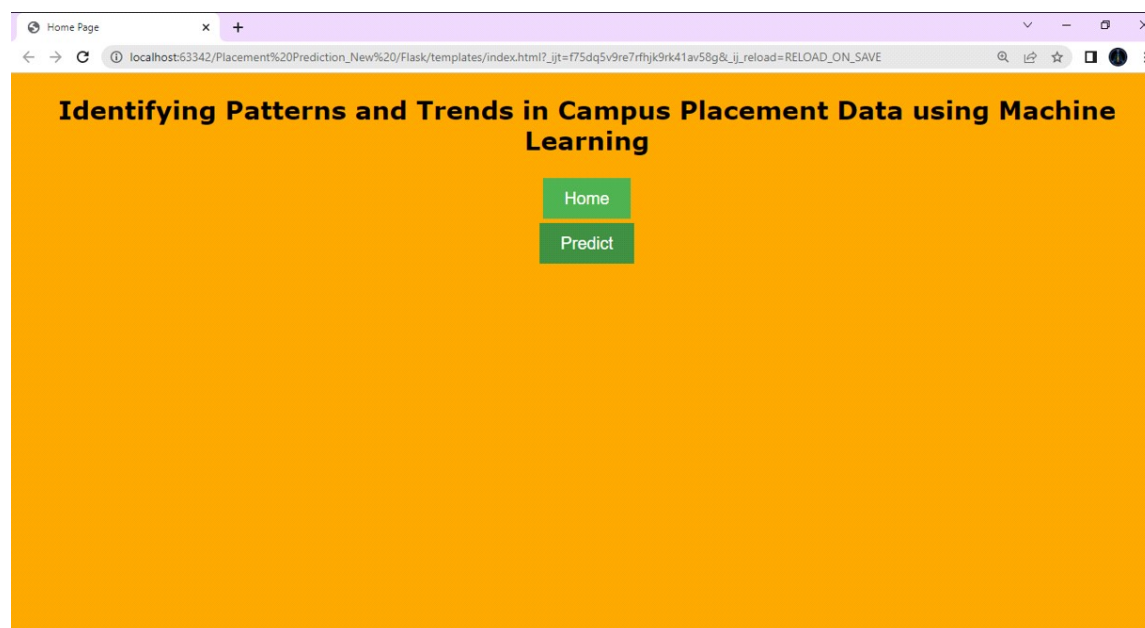 Home Page
localhost:63342/Placement%20Prediction_New%20/Flask/templates/index.html?_ijt=f75dq5v9re7rfhjk9rk41av58g&_ij_reload=RELOAD_ON_SAVE
Identifying Patterns and Trends in Campus Placement Data using Machine
Learning
Home
Predict